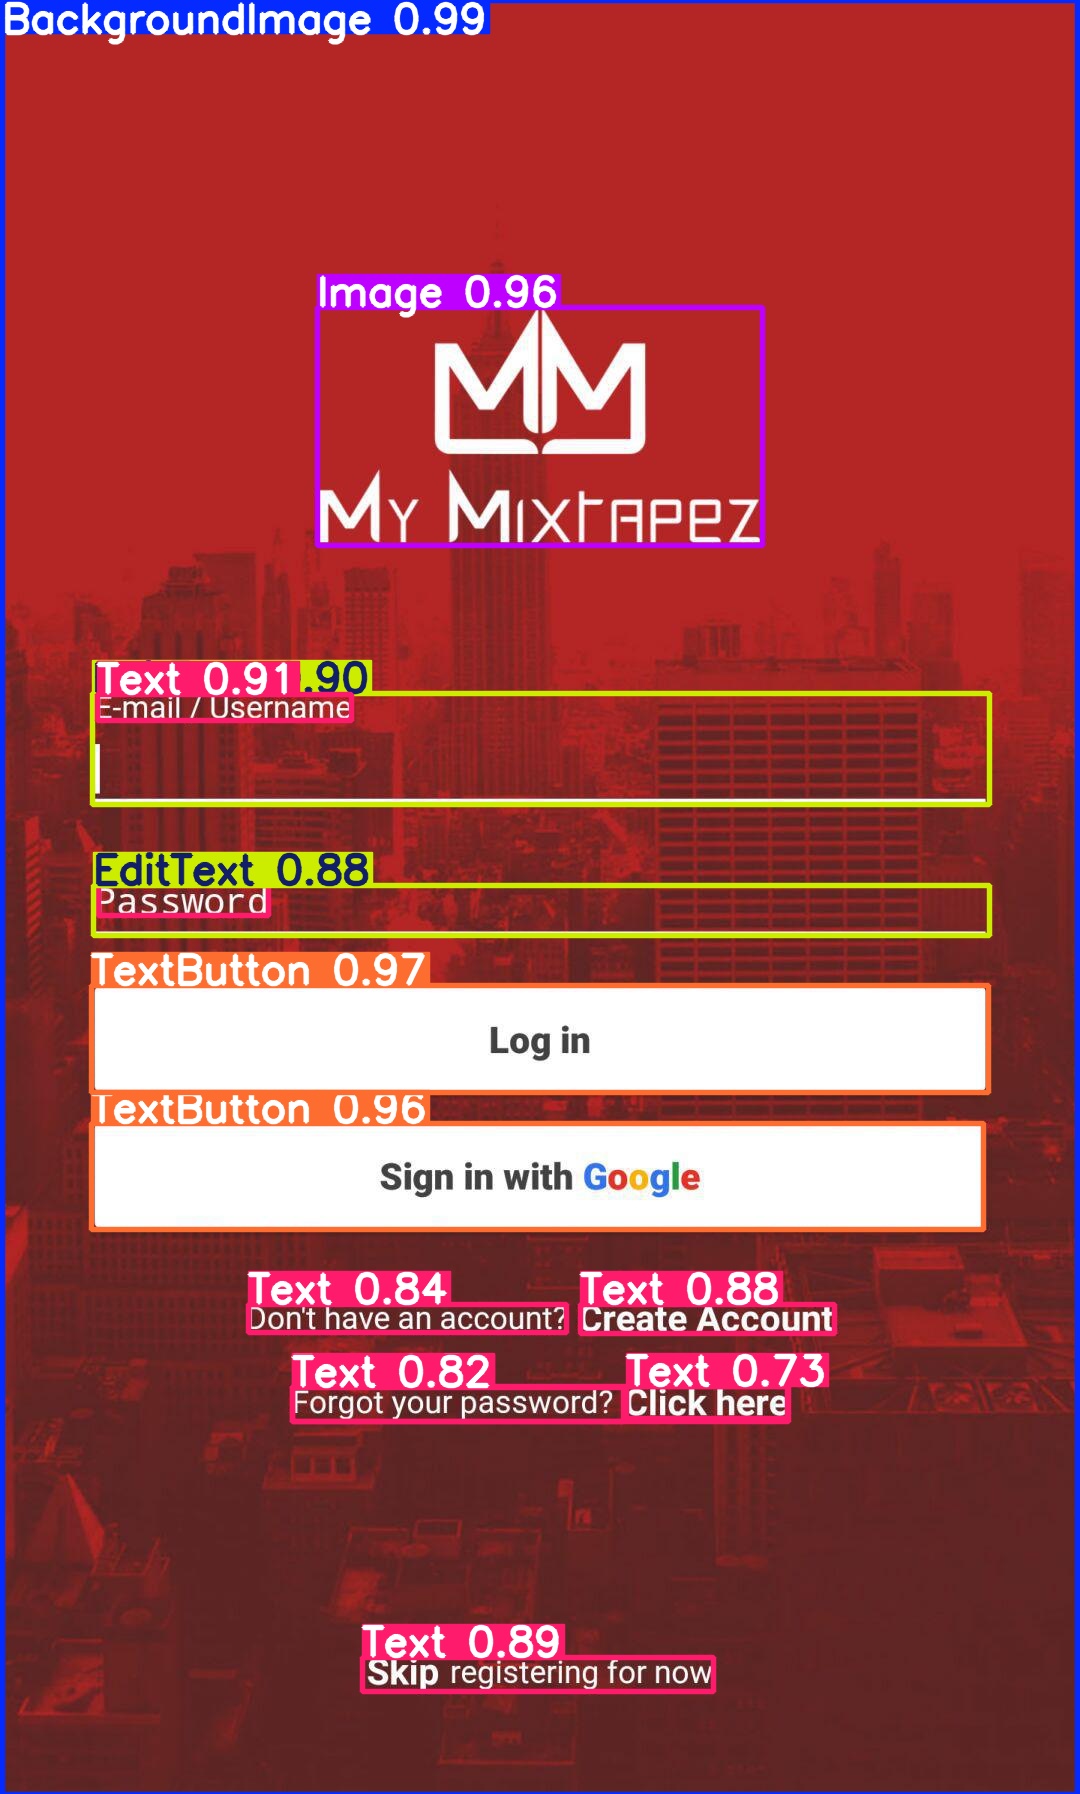 BackgroundImage 0.99
Image 0.96
MM
My Mixtapez
Text 0.91 .90
E-mail / Username
EditText 0.88
Password
TextButton 0.97
Log in
TextButton 0.96
Sign in with Google
Text 0.84 Text 0.88
Don't have an account? Create Account
Text 0.82 Text 0.73
Forgot your password? Click here
Text 0.89
Skip registering for now